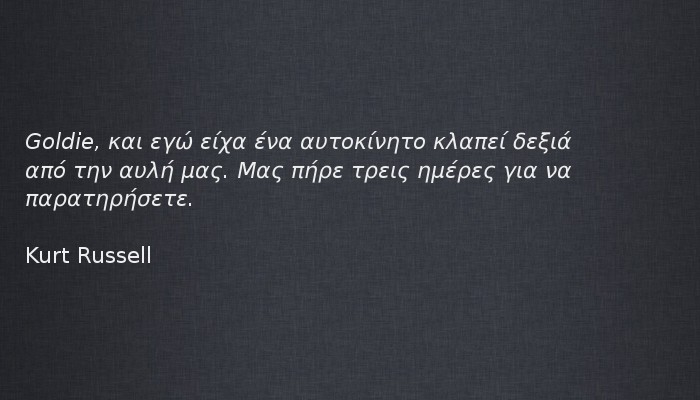 Goldie, και εγώ είχα ένα αυτοκίνητο κλαπεί δεξιά
από την αυλή μας. Μας πήρε τρεις ημέρες για να
παρατηρήσετε.
Kurt Russell